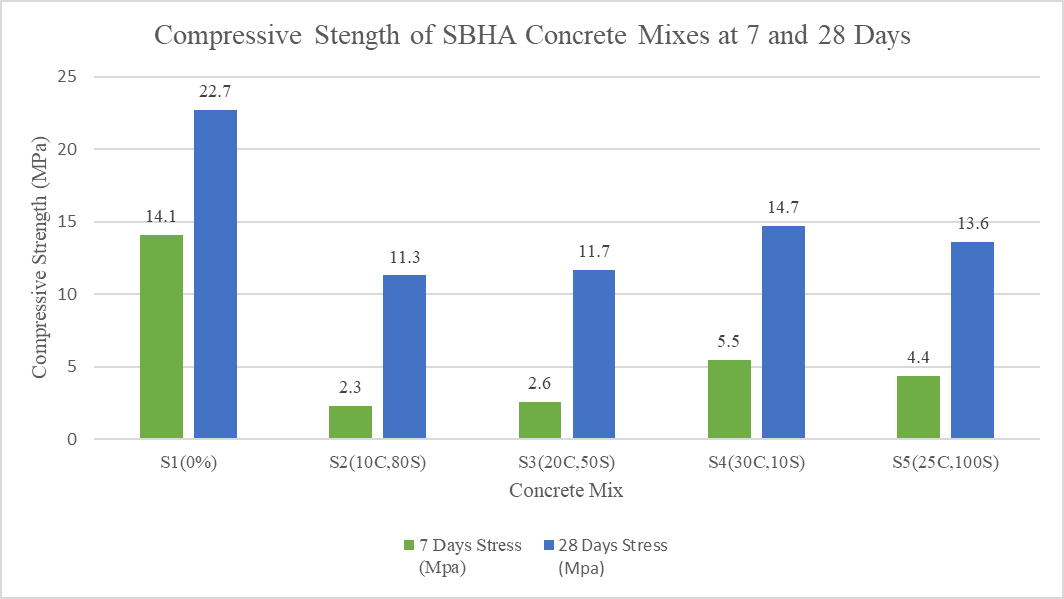 Compressive Stength of SBHA Concrete Mixes at 7 and 28 Days
Compressive Strength (MPa)
25
20
15
10
5
0
14.1
22.7
2.3
11.3
2.6
11.7
5.5
14.7
4.4
13.6
S1(0%)
S2(10C,80S)
S3(20C,50S)
S4(30C,10S)
S5(25C,100S)
Concrete Mix
7 Days Stress
(Mpa)
28 Days Stress
(Mpa)